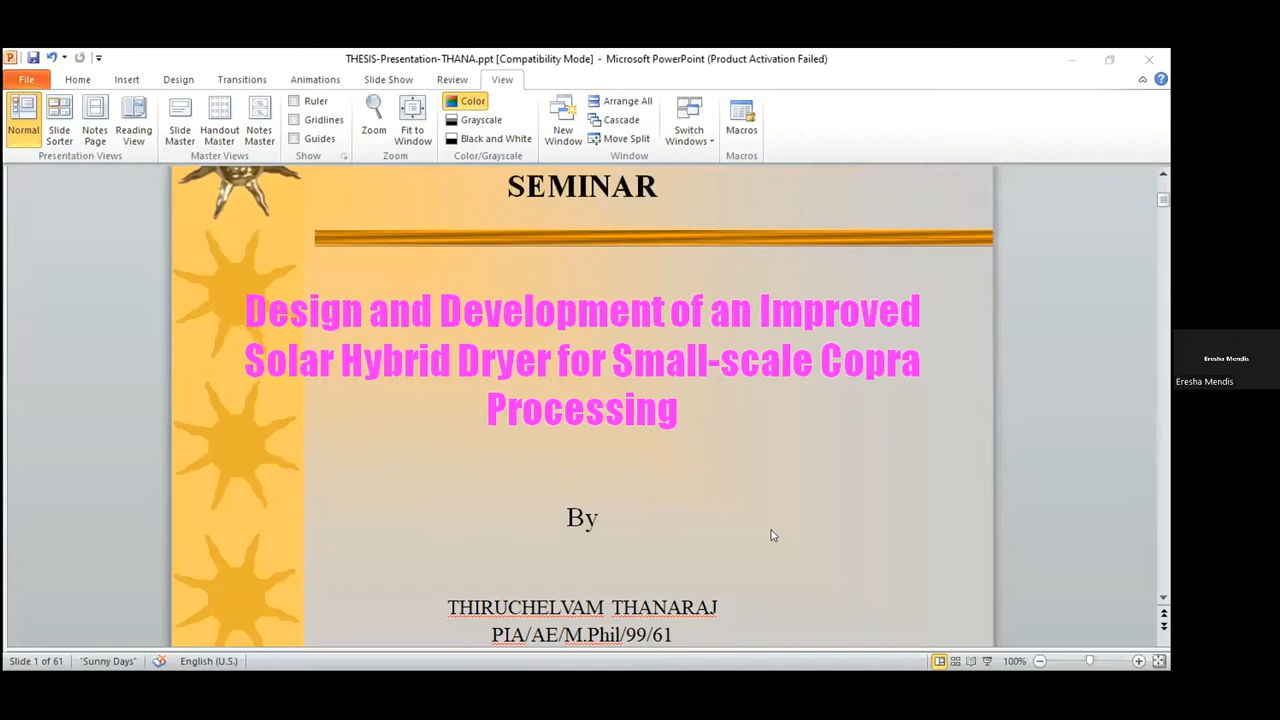 THESIS-Presentation-THANA.ppt [Compatibility Mode] - Microsoft PowerPoint (Product Activation Failed)
File Home Insert Design Transitions Animations Slide Show Review View
Normal
Slide Sorter
Notes Page
Reading View
Presentation Views
Slide Master
Handout Master
Notes Master
Master Views
Ruler
Gridlines
Guides
Show
Zoom
Fit to Window
Zoom
Color
Grayscale
Black and White
Color/Grayscale
New Window
Arrange All
Cascade
Move Split
Window
Switch Windows
Macros
Macros
SEMINAR
Design and Development of an Improved
Solar Hybrid Dryer for Small-scale Copra
Processing
By
THIRUCHELVAM THANARAJ
PIA/AE/M.Phil/99/61
Eresha Mendis
Eresha Mendis
Slide 1 of 61 "Sunny Days" English (U.S.) 100%